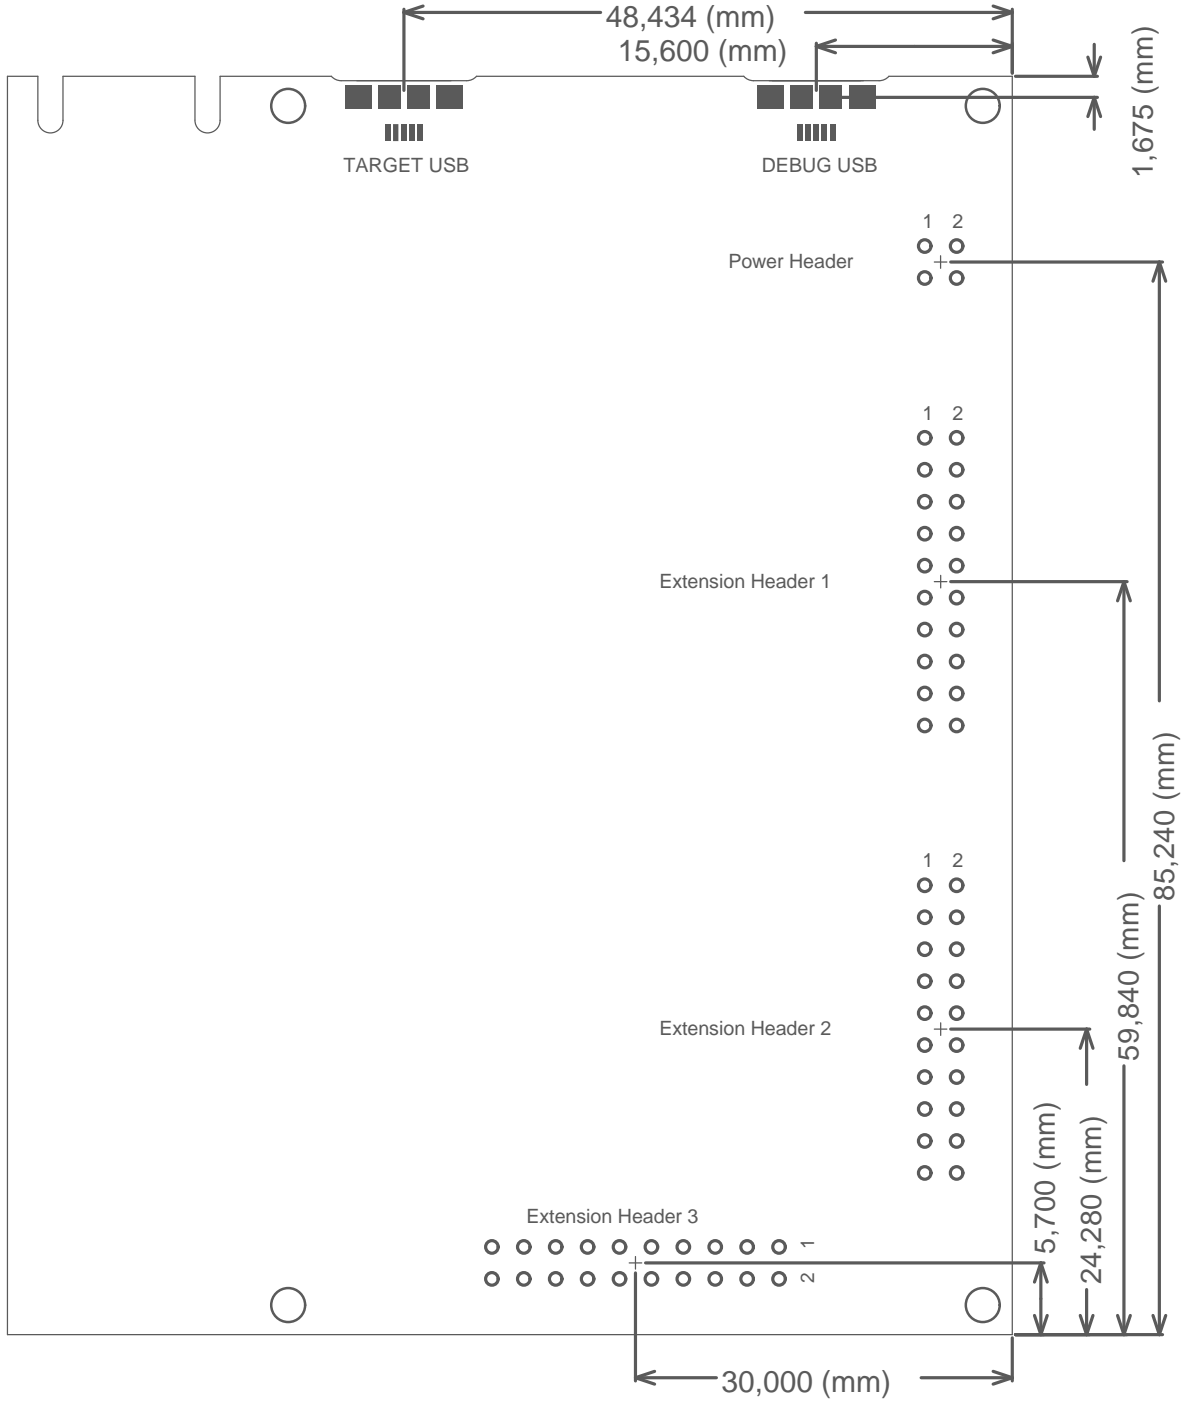 48,434 (mm)
15,600 (mm)
1,675 (mm)
TARGET USB
DEBUG USB
1 2
Power Header
1 2
Extension Header 1
85,240 (mm)
59,840 (mm)
1 2
Extension Header 2
24,280 (mm)
5,700 (mm)
Extension Header 3
1
2
30,000 (mm)